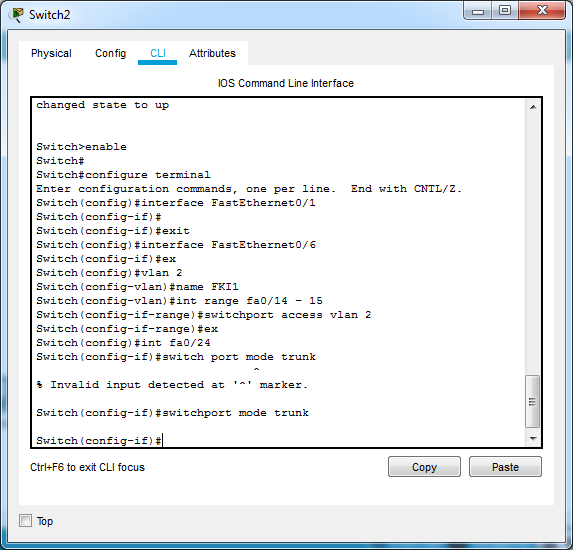 Switch2
Physical Config CLI Attributes
IOS Command Line Interface
changed state to up
Switch>enable
Switch#
Switch#configure terminal
Enter configuration commands, one per line.  End with CNTL/Z.
Switch(config)#interface FastEthernet0/1
Switch(config-if)#
Switch(config-if)#exit
Switch(config)#interface FastEthernet0/6
Switch(config-if)#ex
Switch(config)#vlan 2
Switch(config-vlan)#name FKI1
Switch(config-vlan)#int range fa0/14 - 15
Switch(config-if-range)#switchport access vlan 2
Switch(config-if-range)#ex
Switch(config)#int fa0/24
Switch(config-if)#switch port mode trunk
^
% Invalid input detected at '^' marker.
Switch(config-if)#switchport mode trunk
Switch(config-if)#
Ctrl+F6 to exit CLI focus
Copy Paste
Top